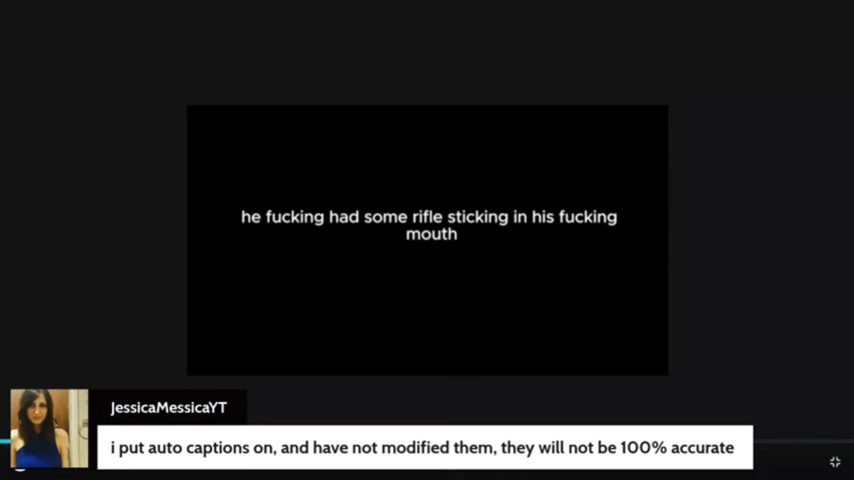 he fucking had some rifle sticking in his fucking
mouth
JessicaMessicaYT
i put auto captions on, and have not modified them, they will not be 100% accurate